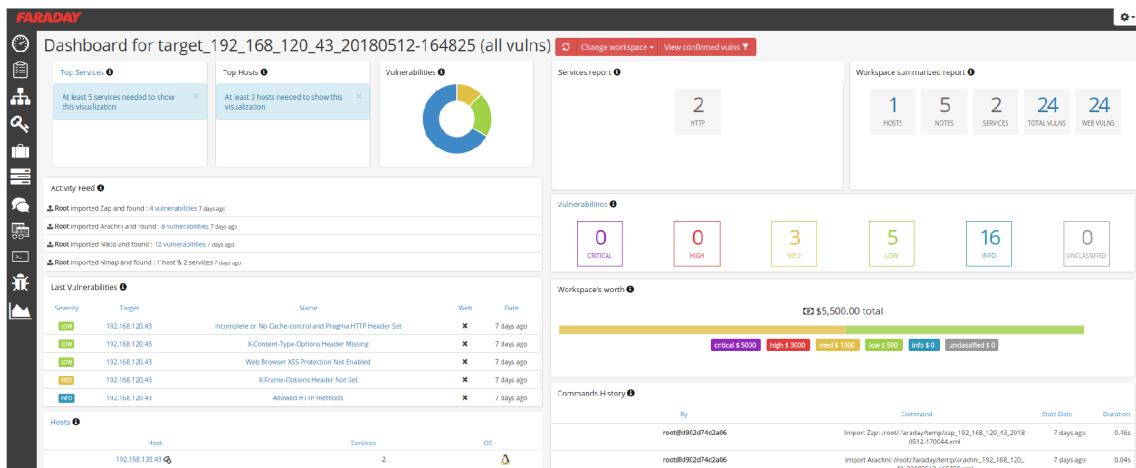 FARADAY
Dashboard for target_192_168_120_43_20180512-164825 (all vulns)
Change workspace
View confirmed vulns
Top Services
At least 5 services needed to show this visualization
Top Hosts
At least 3 hosts needed to show this visualization
Vulnerabilities
Services report
2
HTTP
Workspace summarized report
1 5 2 24 24
HOSTS NOTES SERVICES TOTAL VULNS WEB VULNS
Activity Feed
Root imported Zap and found : 4 vulnerabilities 7 days ago
Root imported Arachni and found : 8 vulnerabilities 7 days ago
Root imported Nikto and found : 12 vulnerabilities 7 days ago
Root imported Nmap and found : 1 host & 2 services 7 days ago
Vulnerabilities
0 0 3 5 16 0
CRITICAL HIGH MED LOW INFO UNCLASSIFIED
Last Vulnerabilities
Severity Target Name Web Date
LOW 192.168.120.43 Incomplete or No Cache-control and Pragma HTTP Header Set 7 days ago
LOW 192.168.120.43 X-Content-Type-Options Header Missing 7 days ago
LOW 192.168.120.43 Web Browser XSS Protection Not Enabled 7 days ago
MED 192.168.120.43 X-Frame-Options Header Not Set 7 days ago
INFO 192.168.120.43 Allowed HTTP methods 7 days ago
Workspace's worth
$5,500.00 total
critical $ 5000 high $ 3000 med $ 1000 low $ 500 info $ 0 unclassified $ 0
Hosts
Host Services OS
192.168.120.43 2
Commands History
By Command Start Date Duration
root@d902d74c2a06 Import Zap: /root/.faraday/temp/zap_192_168_120_43_2018 7 days ago 0.46s
0512-170044.xml
root@d902d74c2a06 Import Arachni: /root/.faraday/temp/arachni_192_168_120_ 7 days ago 0.04s